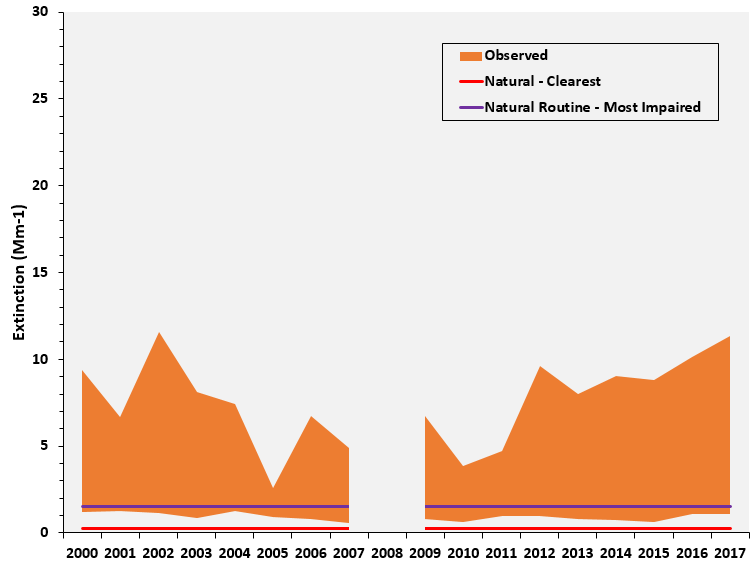 30
25
20
15
10
5
0
Extinction (Mm-1)
Observed
Natural - Clearest
Natural Routine - Most Impaired
2000 2001 2002 2003 2004 2005 2006 2007 2008 2009 2010 2011 2012 2013 2014 2015 2016 2017